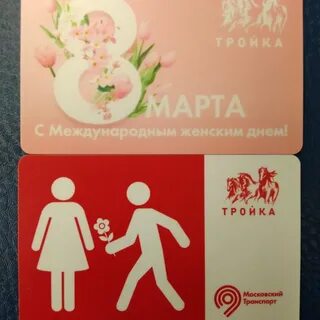 ТРОЙКА
8 МАРТА
С Международным женским днем!
ТРОЙКА
Московский
Транспорт